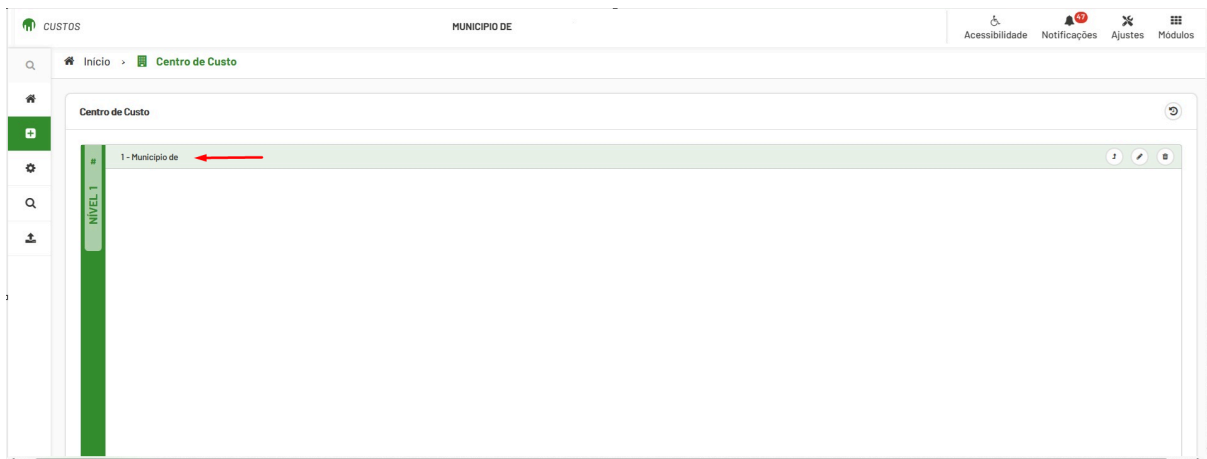 CUSTOS
MUNICIPIO DE
Acessibilidade
47
Notificações
Ajustes
Módulos
Início › Centro de Custo
Centro de Custo
#
NÍVEL 1
1 - Município de